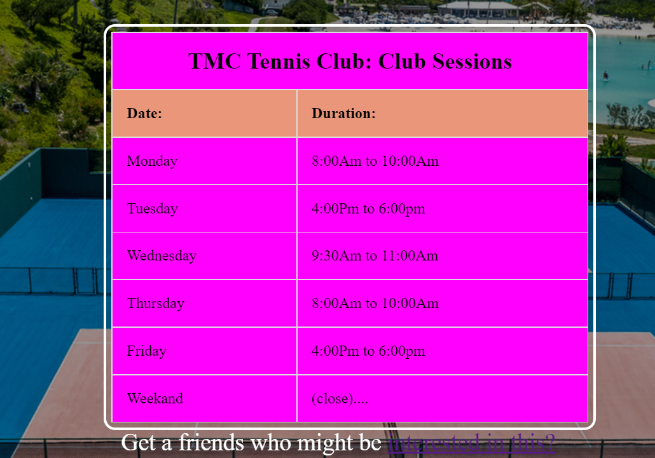 TMC Tennis Club: Club Sessions
Date: Duration:
Monday 8:00Am to 10:00Am
Tuesday 4:00Pm to 6:00pm
Wednesday 9:30Am to 11:00Am
Thursday 8:00Am to 10:00Am
Friday 4:00Pm to 6:00pm
Weekand (close)....
Get a friends who might be interested in this?